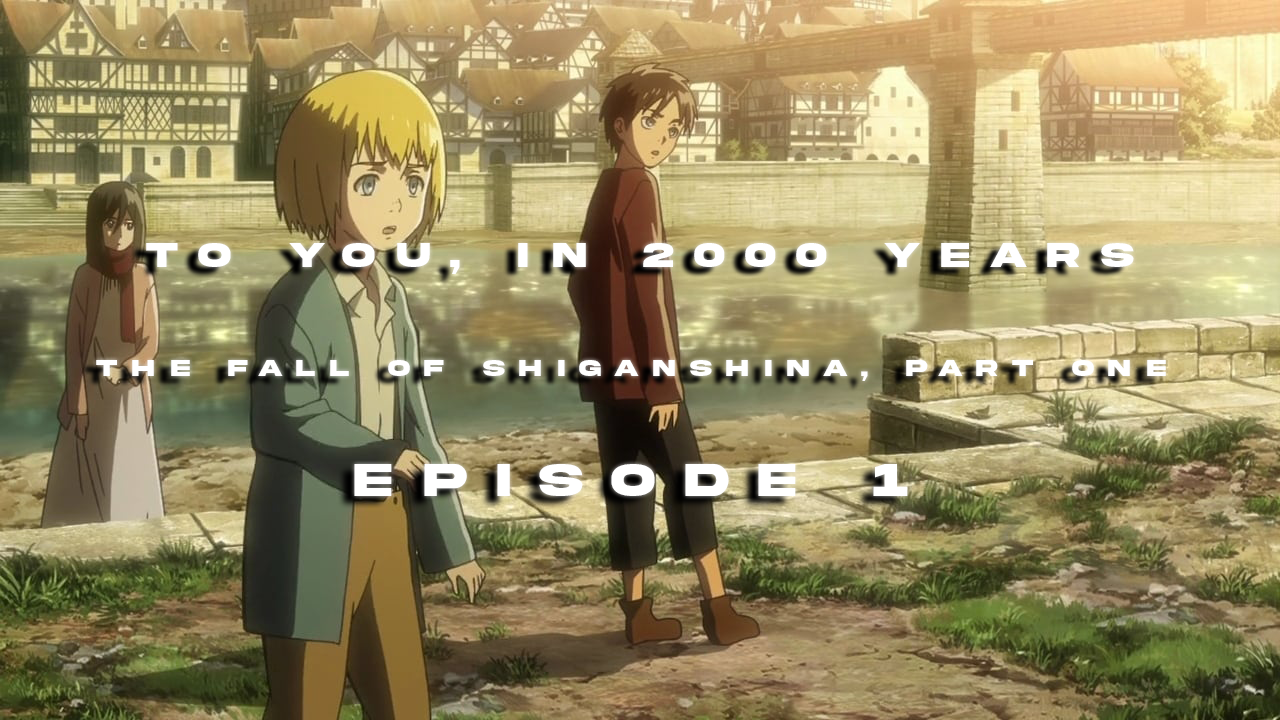 TO YOU, IN 2000 YEARS
THE FALL OF SHIGANSHINA, PART ONE
EPISODE 1